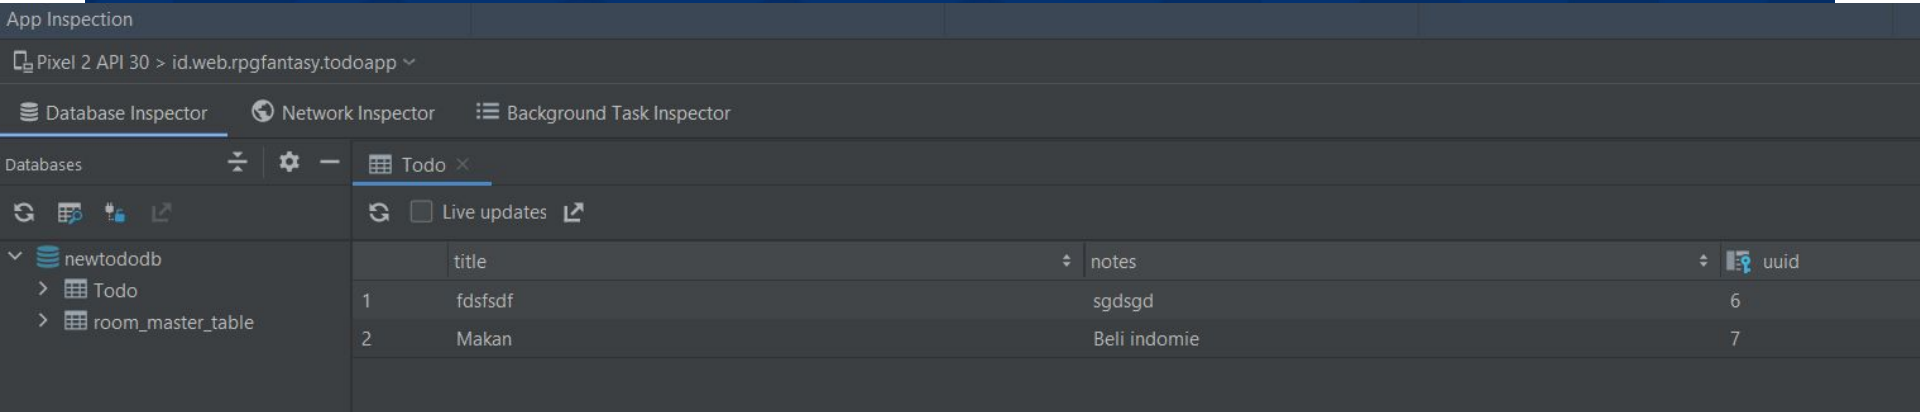 App Inspection
Pixel 2 API 30 > id.web.rpgfantasy.todoapp
Database Inspector Network Inspector Background Task Inspector
Databases Todo
Live updates
newtododb title notes uuid
Todo 1 fdsfsdf sgdsgd 6
room_master_table 2 Makan Beli indomie 7